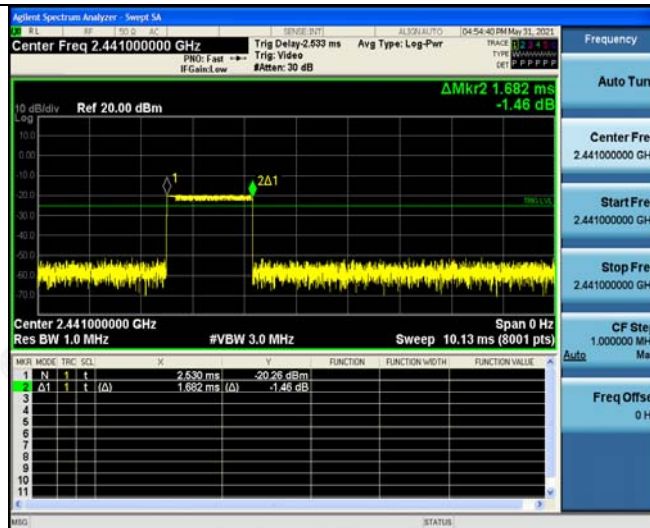 Agilent Spectrum Analyzer - Swept SA
RL RF 50 Ω AC SENSE:INT ALIGNAUTO 04:54:40 PM May 31, 2021
Center Freq 2.441000000 GHz
Trig Delay-2.533 ms Avg Type: Log-Pwr TRACE 1 2 3 4 5 6
PNO: Fast Trig: Video TYPE
IFGain:Low #Atten: 30 dB DET P P P P P P
Frequency
ΔMkr2 1.682 ms
-1.46 dB
10 dB/div Ref 20.00 dBm
Log
10.0
0.00
-10.0
-20.0
-30.0
-40.0
-50.0
-60.0
-70.0
1
2Δ1
TRIG LVL
Center 2.441000000 GHz Span 0 Hz
Res BW 1.0 MHz #VBW 3.0 MHz Sweep 10.13 ms (8001 pts)
MKR MODE TRC SCL X Y FUNCTION FUNCTION WIDTH FUNCTION VALUE
1 N 1 t 2.530 ms -20.26 dBm
2 Δ1 1 t (Δ) 1.682 ms (Δ) -1.46 dB
3
4
5
6
7
8
9
10
11
MSG STATUS
Auto Tun
Center Fre
2.441000000 GH
Start Fre
2.441000000 GH
Stop Fre
2.441000000 GH
CF Ste
1.000000 MH
Auto Ma
Freq Offse
0 H